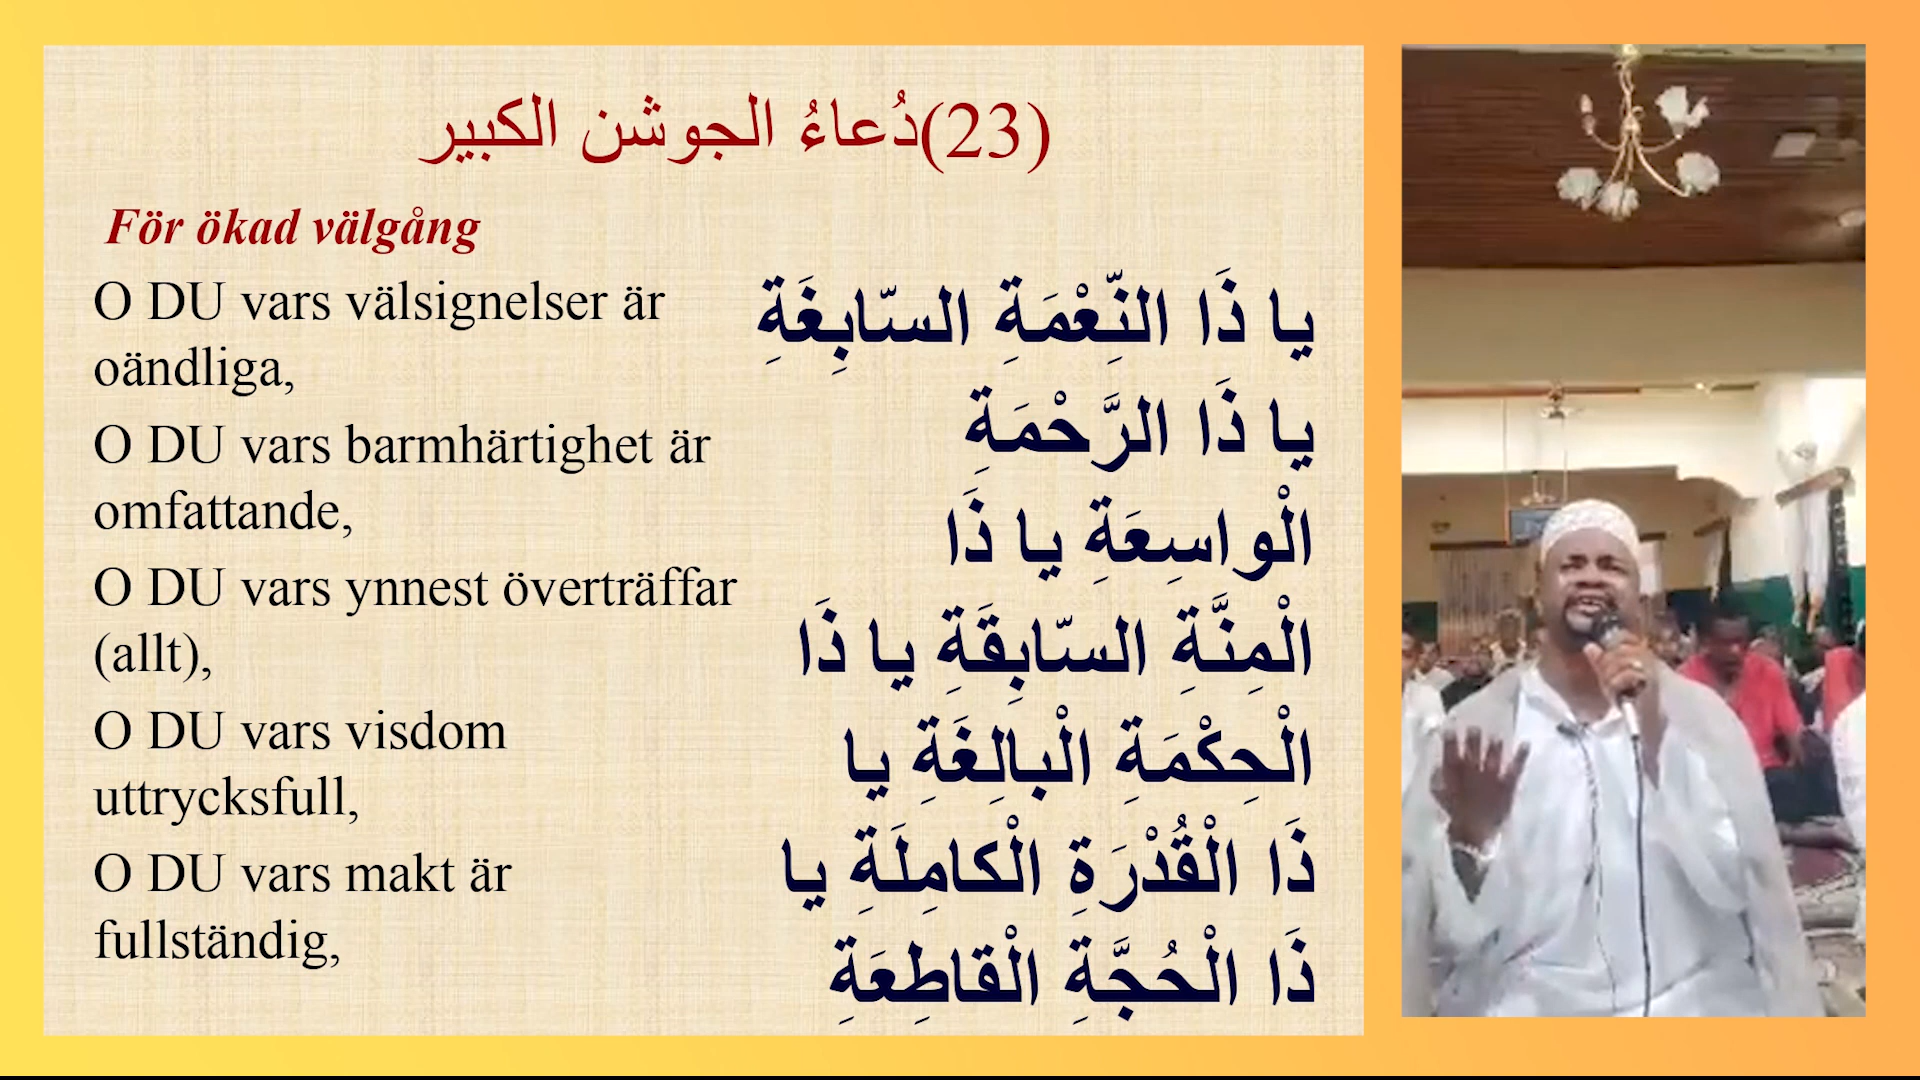 (23)دُعاءُ الجوشن الكبير
För ökad välgång
O DU vars välsignelser är
oändliga,
O DU vars barmhärtighet är
omfattande,
O DU vars ynnest överträffar
(allt),
O DU vars visdom
uttrycksfull,
O DU vars makt är
fullständig,
يا ذَا النِّعْمَةِ السّابِغَةِ
يا ذَا الرَّحْمَةِ
الْواسِعَةِ يا ذَا
الْمِنَّةِ السّابِقَةِ يا ذَا
الْحِكْمَةِ الْبالِغَةِ يا
ذَا الْقُدْرَةِ الْكامِلَةِ يا
ذَا الْحُجَّةِ الْقاطِعَةِ